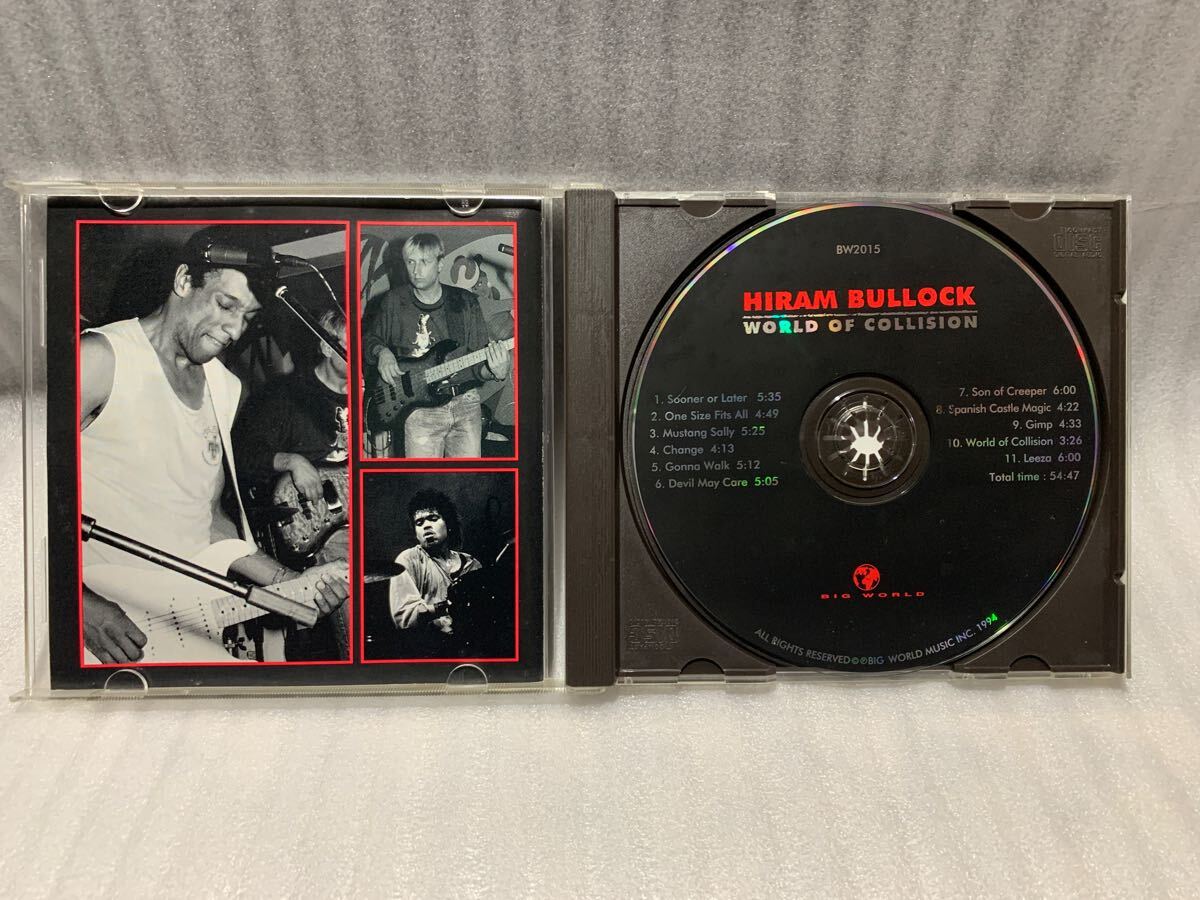 BW2015
HIRAM BULLOCK
WORLD OF COLLISION
1. Sooner or Later 5:35
2. One Size Fits All 4:49
3. Mustang Sally 5:25
4. Change 4:13
5. Gonna Walk 5:12
6. Devil May Care 5:05
7. Son of Creeper 6:00
8. Spanish Castle Magic 4:22
9. Gimp 4:33
10. World of Collision 3:26
11. Leeza 6:00
Total time : 54:47
BIG WORLD
ALL RIGHTS RESERVED ©℗BIG WORLD MUSIC INC. 1994
COMPACT
DISC
DIGITAL AUDIO